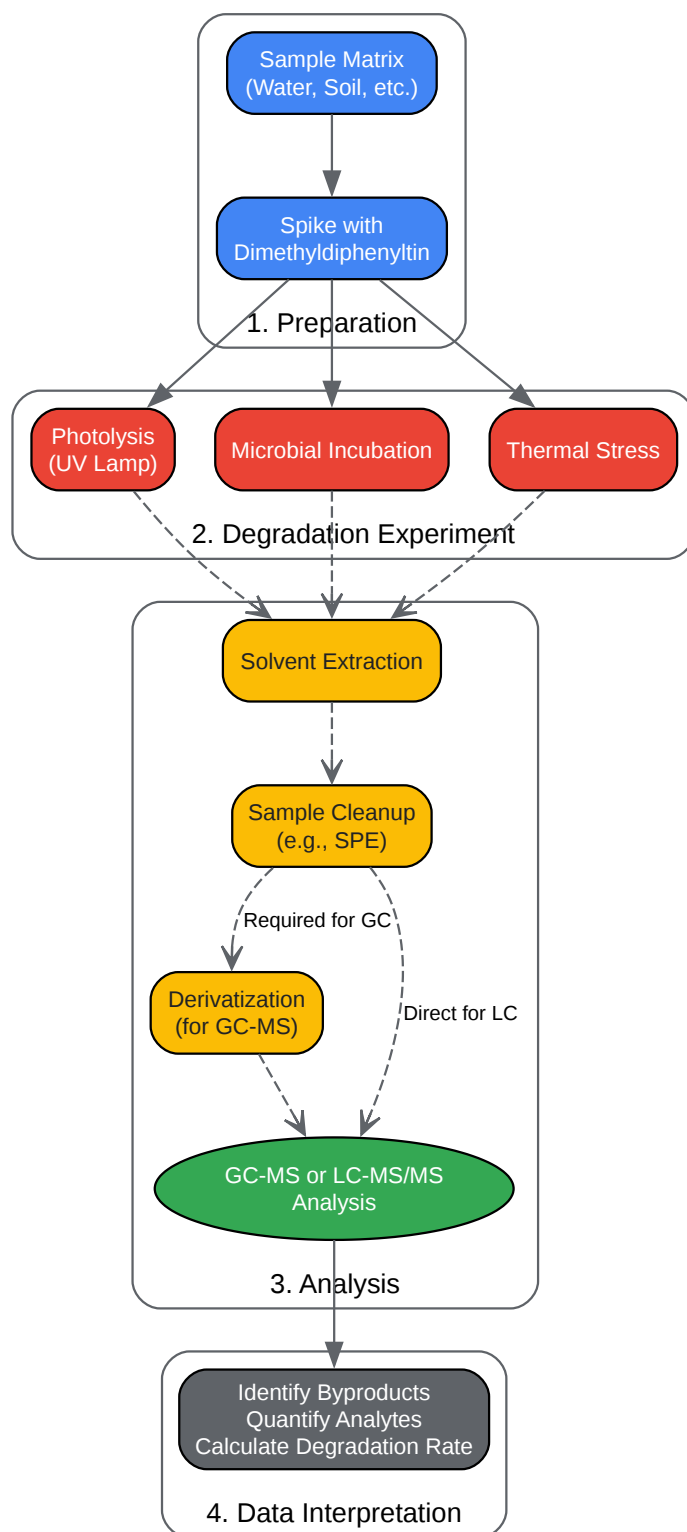 Sample Matrix
(Water, Soil, etc.)
Spike with
Dimethyldiphenyltin
1. Preparation
Photolysis
(UV Lamp)
Microbial Incubation
Thermal Stress
2. Degradation Experiment
Solvent Extraction
Sample Cleanup
(e.g., SPE)
Required for GC
Derivatization
(for GC-MS)
Direct for LC
GC-MS or LC-MS/MS
Analysis
3. Analysis
Identify Byproducts
Quantify Analytes
Calculate Degradation Rate
4. Data Interpretation